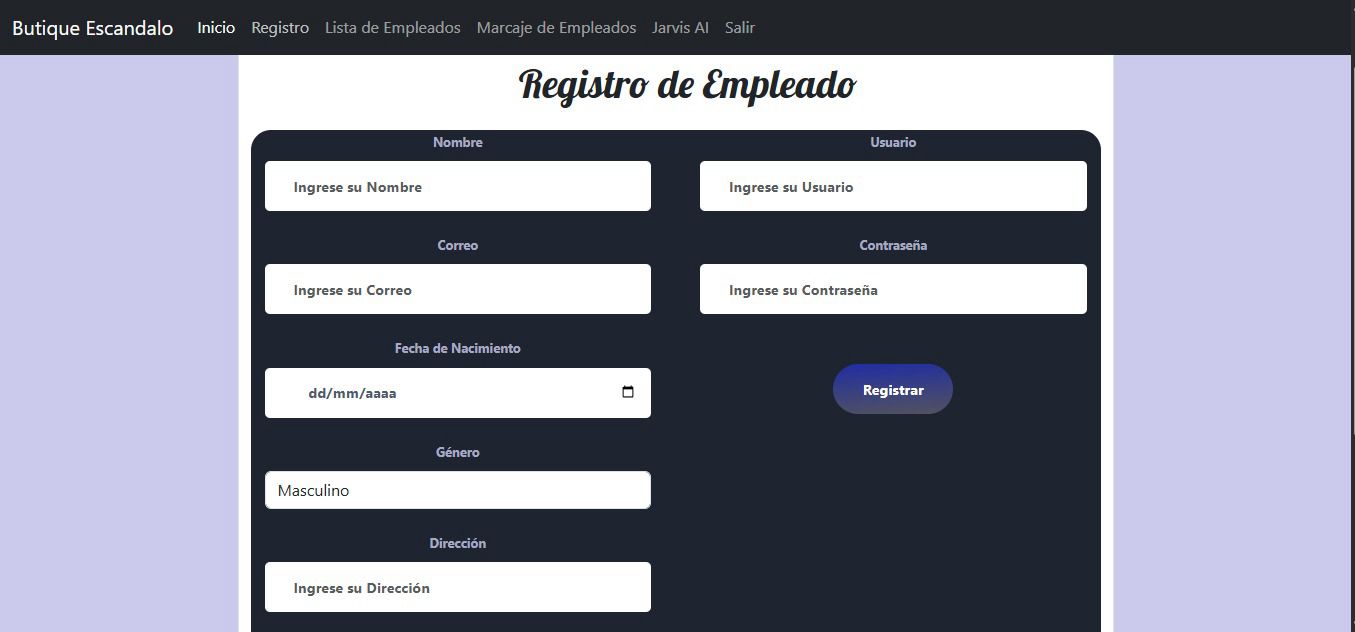 Butique Escandalo Inicio Registro Lista de Empleados Marcaje de Empleados Jarvis AI Salir
Registro de Empleado
Nombre
Ingrese su Nombre
Usuario
Ingrese su Usuario
Correo
Ingrese su Correo
Contraseña
Ingrese su Contraseña
Fecha de Nacimiento
dd/mm/aaaa
Registrar
Género
Masculino
Dirección
Ingrese su Dirección